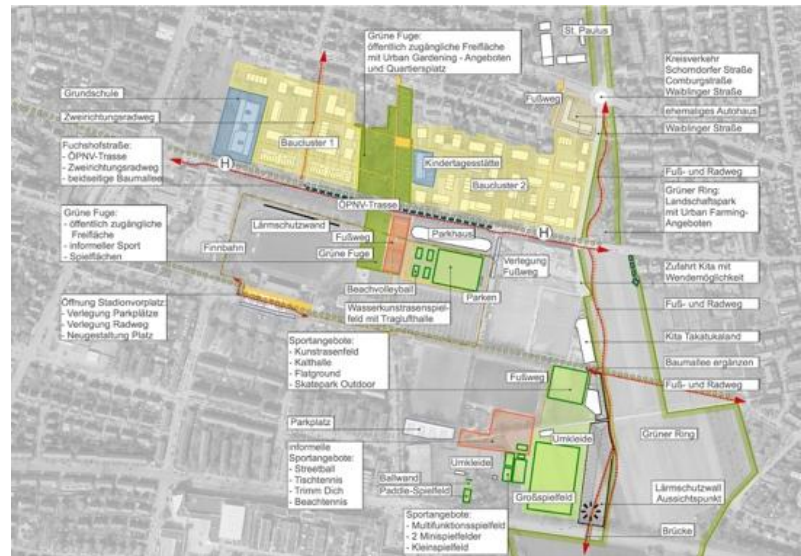 St. Paulus
Grüne Fuge:
öffentlich zugängliche Freifläche
mit Urban Gardening - Angeboten
und Quartiersplatz
Kreisverkehr
Schorndorfer Straße
Comburgstraße
Waiblinger Straße
Grundschule
Fußweg
ehemaliges Autohaus
Zweirichtungsradweg
Waiblinger Straße
Baucluster 1
Fuchshofstraße:
- ÖPNV-Trasse
- Zweirichtungsradweg
- beidseitige Baumallee
Kindertagesstätte
Baucluster 2
Fuß- und Radweg
H
ÖPNV-Trasse
Grüner Ring:
Landschaftspark
mit Urban Farming-
Angeboten
Grüne Fuge:
- öffentlich zugängliche
Freifläche
- informeller Sport
- Spielflächen
Lärmschutzwand
Finnbahn
Fußweg
Grüne Fuge
Parkhaus
H
Verlegung
Fußweg
Zufahrt Kita mit
Wendemöglichkeit
Beachvolleyball
Parken
Öffnung Stadionvorplatz:
- Verlegung Parkplätze
- Verlegung Radweg
- Neugestaltung Platz
Wasserkunstrasenspiel-
feld mit Traglufthalle
Fuß- und Radweg
Kita Takatukaland
Sportangebote:
- Kunstrasenfeld
- Kalthalle
- Flatground
- Skatepark Outdoor
Baumallee ergänzen
Fußweg
Fuß- und Radweg
Parkplatz
Umkleide
Grüner Ring
informelle
Sportangebote:
- Streetball
- Tischtennis
- Trimm Dich
- Beachtennis
Umkleide
Ballwand
Paddle-Spielfeld
Großspielfeld
Lärmschutzwall
Aussichtspunkt
Sportangebote:
- Multifunktionsspielfeld
- 2 Minispielfelder
- Kleinspielfeld
Brücke